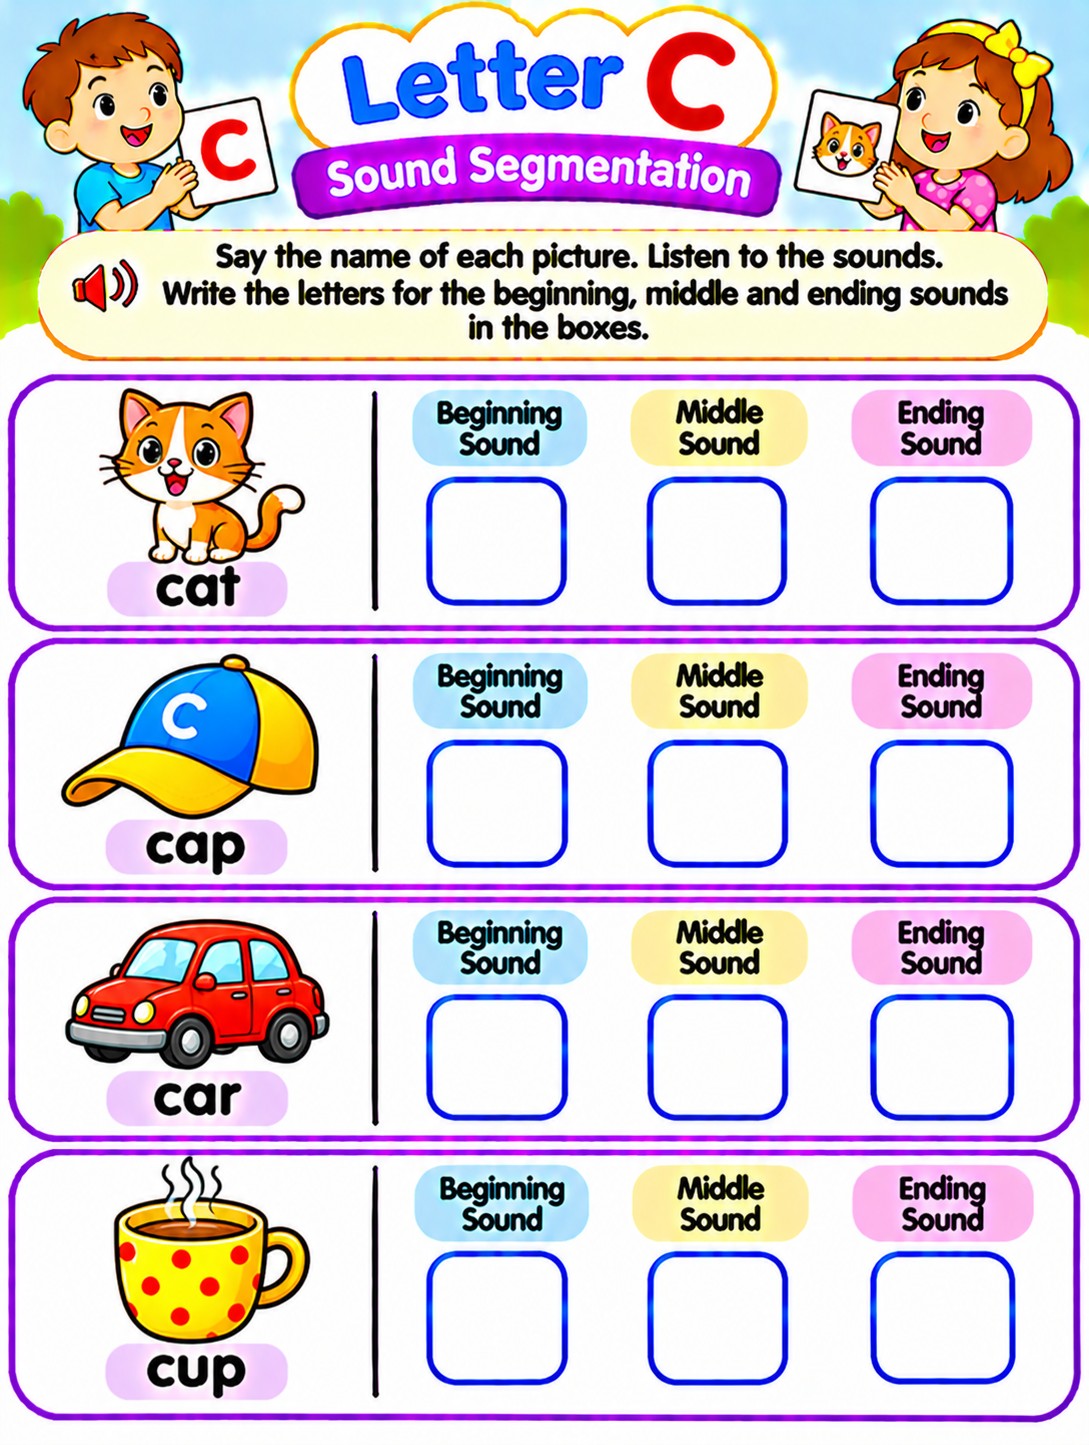 Letter C
C
Sound Segmentation
Say the name of each picture. Listen to the sounds.
Write the letters for the beginning, middle and ending sounds
in the boxes.
Beginning
Sound
Middle
Sound
Ending
Sound
cat
C
Beginning
Sound
Middle
Sound
Ending
Sound
cap
Beginning
Sound
Middle
Sound
Ending
Sound
car
Beginning
Sound
Middle
Sound
Ending
Sound
cup